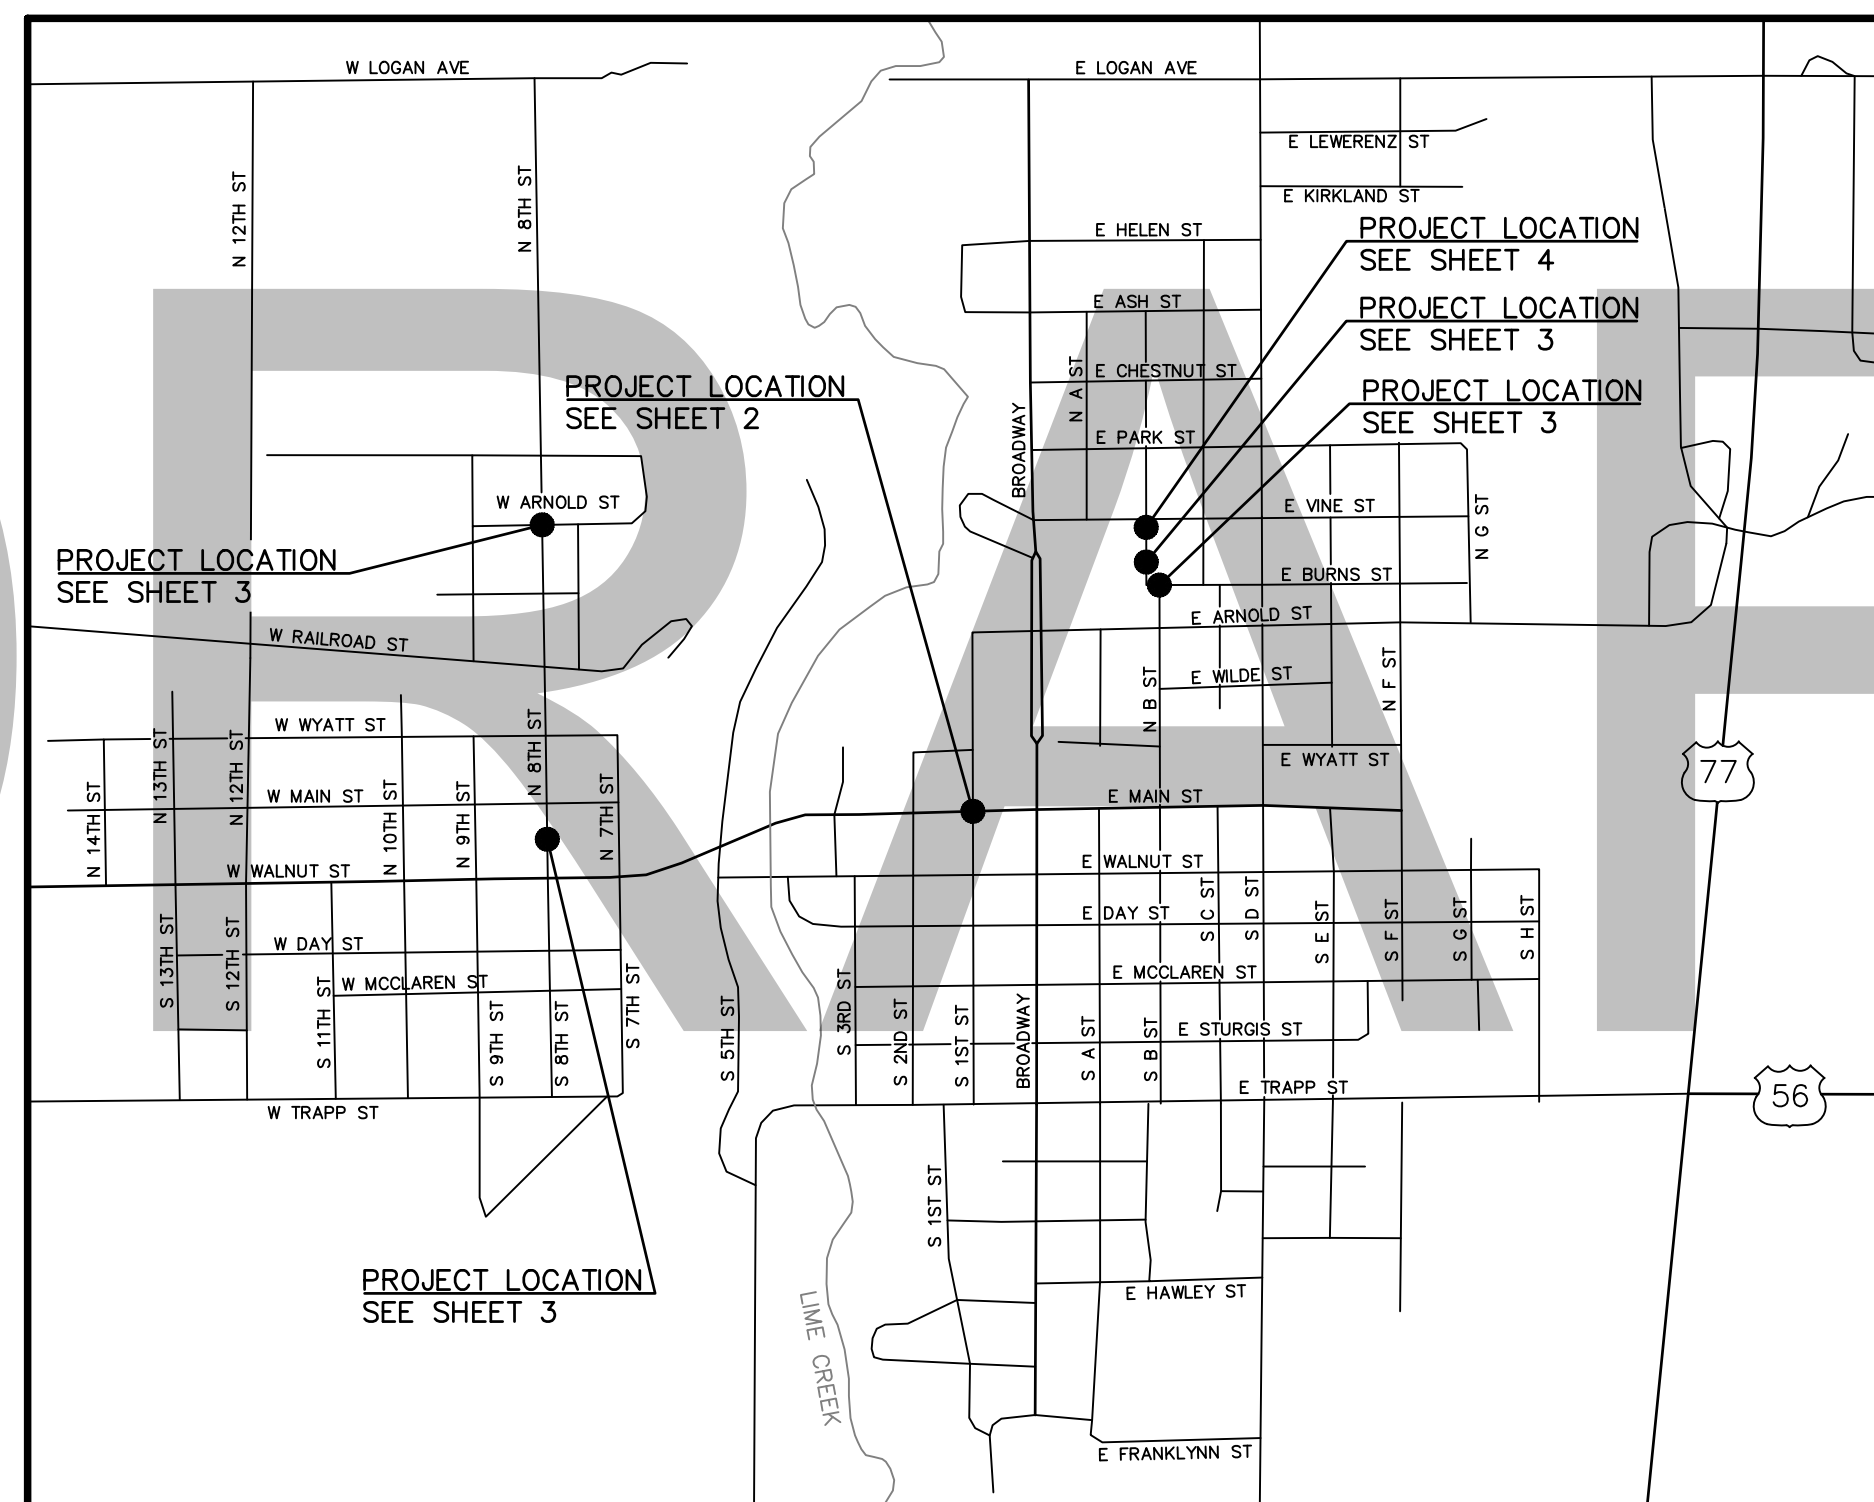 W LOGAN AVE
E LOGAN AVE
E LEWERENZ ST
N 12TH ST
N 8TH ST
E KIRKLAND ST
E HELEN ST
PROJECT LOCATION
SEE SHEET 4
E ASH ST
PROJECT LOCATION
SEE SHEET 3
N A ST
E CHESTNUT ST
PROJECT LOCATION
SEE SHEET 2
PROJECT LOCATION
SEE SHEET 3
BROADWAY
E PARK ST
W ARNOLD ST
E VINE ST
N G ST
PROJECT LOCATION
SEE SHEET 3
E BURNS ST
E ARNOLD ST
W RAILROAD ST
E WILDE ST
N B ST
N F ST
W WYATT ST
N 8TH ST
E WYATT ST
77
N 14TH ST
N 13TH ST
N 12TH ST
W MAIN ST
N 10TH ST
N 9TH ST
N 7TH ST
E MAIN ST
W WALNUT ST
E WALNUT ST
S 13TH ST
S 12TH ST
W DAY ST
E DAY ST
S C ST
S D ST
S E ST
S F ST
S G ST
S H ST
W MCCLAREN ST
E MCCLAREN ST
S 11TH ST
S 9TH ST
S 8TH ST
S 7TH ST
S 5TH ST
S 3RD ST
S 2ND ST
S 1ST ST
BROADWAY
S A ST
S B ST
E STURGIS ST
E TRAPP ST
56
W TRAPP ST
S 1ST ST
PROJECT LOCATION
SEE SHEET 3
E HAWLEY ST
LIME CREEK
E FRANKLYNN ST
RA